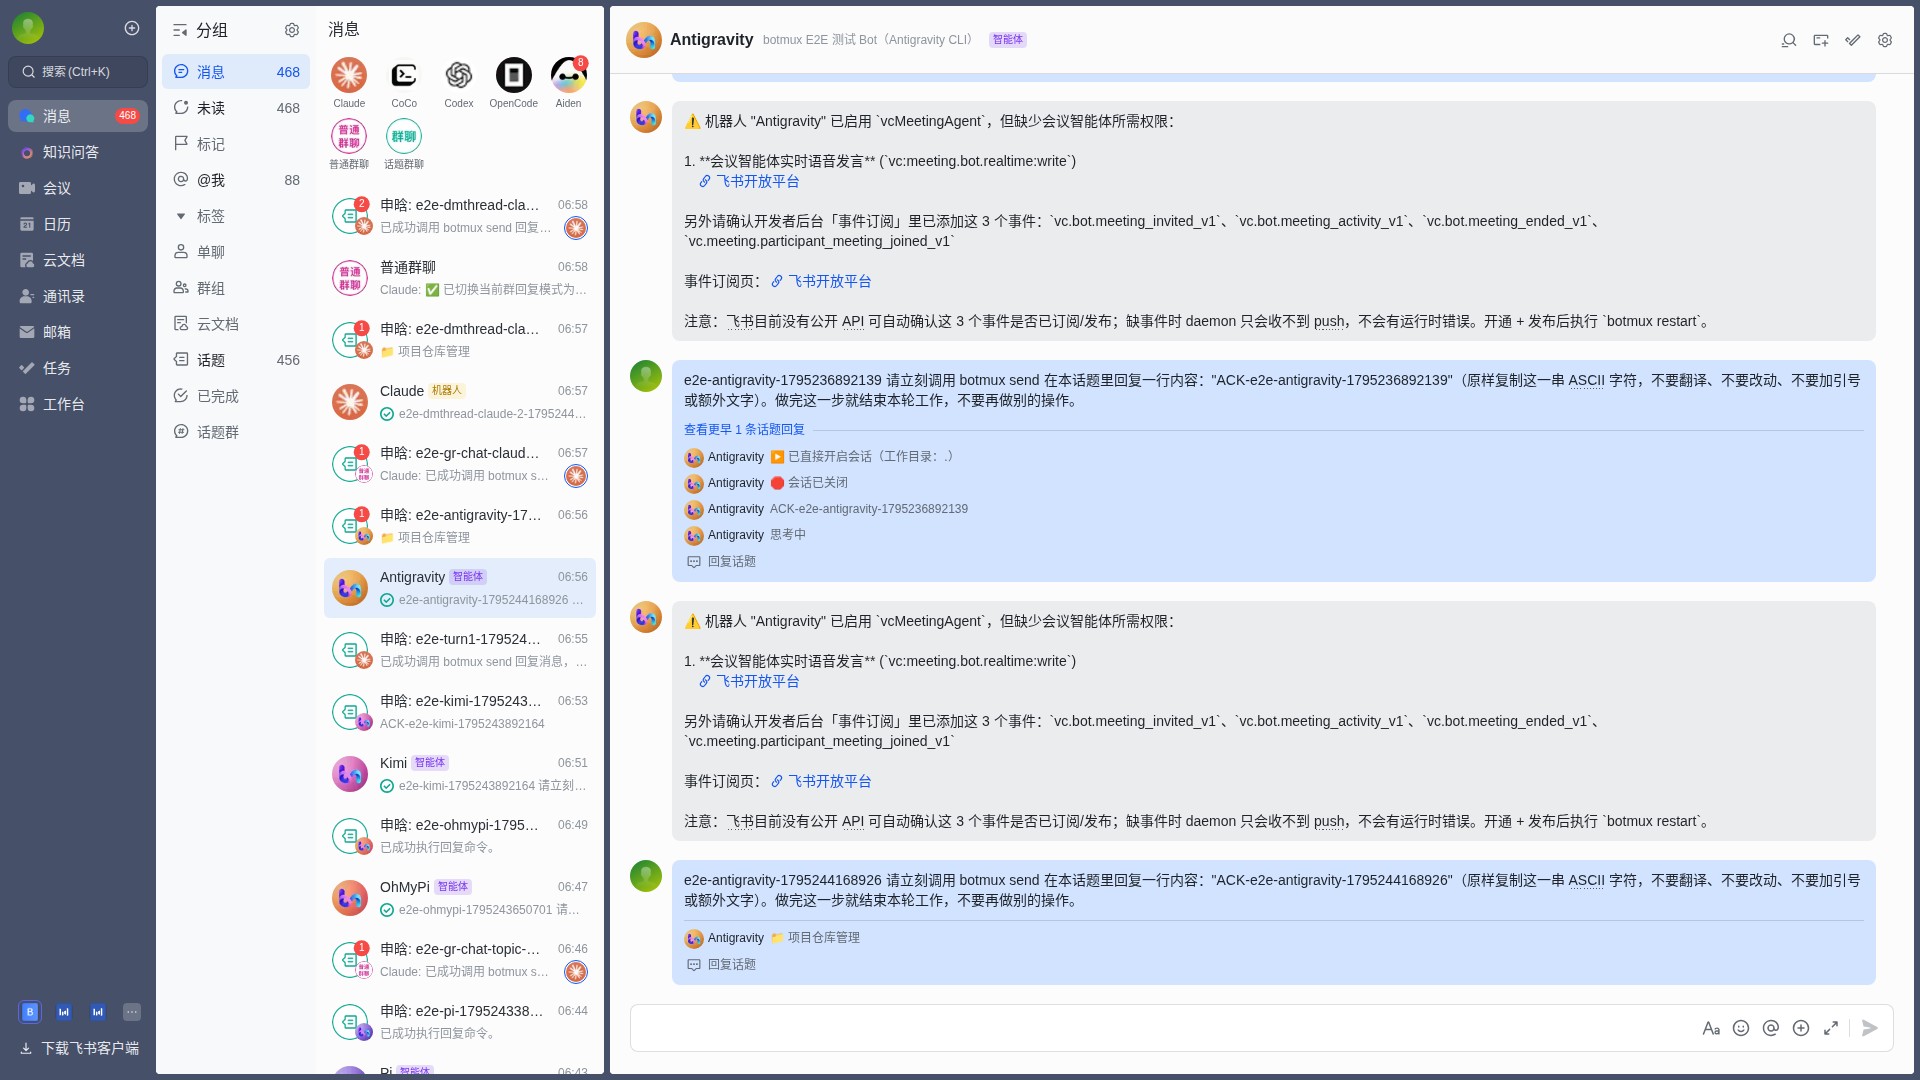 搜索 (Ctrl+K)
消息
468
知识问答
会议
日历
云文档
通讯录
邮箱
任务
工作台
B
下载飞书客户端
分组
消息 468
未读 468
标记
@我 88
标签
单聊
群组
云文档
话题 456
已完成
话题群
消息
8
Claude CoCo Codex OpenCode Aiden
普通
群聊
群聊
普通群聊 话题群聊
2
申晗: e2e-dmthread-cla... 06:58
已成功调用 botmux send 回复...
普通
群聊
普通群聊 06:58
Claude: ✅ 已切换当前群回复模式为...
1
申晗: e2e-dmthread-cla... 06:57
📁 项目仓库管理
Claude 机器人 06:57
e2e-dmthread-claude-2-1795244...
1
申晗: e2e-gr-chat-claud... 06:57
Claude: 已成功调用 botmux s...
1
申晗: e2e-antigravity-17... 06:56
📁 项目仓库管理
Antigravity 智能体 06:56
e2e-antigravity-1795244168926 ...
申晗: e2e-turn1-179524... 06:55
已成功调用 botmux send 回复消息，...
申晗: e2e-kimi-1795243... 06:53
ACK-e2e-kimi-1795243892164
Kimi 智能体 06:51
e2e-kimi-1795243892164 请立刻...
申晗: e2e-ohmypi-1795... 06:49
已成功执行回复命令。
OhMyPi 智能体 06:47
e2e-ohmypi-1795243650701 请...
1
申晗: e2e-gr-chat-topic-... 06:46
Claude: 已成功调用 botmux s...
申晗: e2e-pi-179524338... 06:44
已成功执行回复命令。
Pi 智能体 06:43
Antigravity botmux E2E 测试 Bot（Antigravity CLI） 智能体
⚠️ 机器人 "Antigravity" 已启用 `vcMeetingAgent`，但缺少会议智能体所需权限：
1. **会议智能体实时语音发言** (`vc:meeting.bot.realtime:write`)
飞书开放平台
另外请确认开发者后台「事件订阅」里已添加这 3 个事件：`vc.bot.meeting_invited_v1`、`vc.bot.meeting_activity_v1`、`vc.bot.meeting_ended_v1`、
`vc.meeting.participant_meeting_joined_v1`
事件订阅页： 飞书开放平台
注意：飞书目前没有公开 API 可自动确认这 3 个事件是否已订阅/发布；缺事件时 daemon 只会收不到 push，不会有运行时错误。开通 + 发布后执行 `botmux restart`。
e2e-antigravity-1795236892139 请立刻调用 botmux send 在本话题里回复一行内容："ACK-e2e-antigravity-1795236892139"（原样复制这一串 ASCII 字符，不要翻译、不要改动、不要加引号
或额外文字）。做完这一步就结束本轮工作，不要再做别的操作。
查看更早 1 条话题回复
Antigravity ▶️ 已直接开启会话（工作目录：.）
Antigravity 🛑 会话已关闭
Antigravity ACK-e2e-antigravity-1795236892139
Antigravity 思考中
回复话题
⚠️ 机器人 "Antigravity" 已启用 `vcMeetingAgent`，但缺少会议智能体所需权限：
1. **会议智能体实时语音发言** (`vc:meeting.bot.realtime:write`)
飞书开放平台
另外请确认开发者后台「事件订阅」里已添加这 3 个事件：`vc.bot.meeting_invited_v1`、`vc.bot.meeting_activity_v1`、`vc.bot.meeting_ended_v1`、
`vc.meeting.participant_meeting_joined_v1`
事件订阅页： 飞书开放平台
注意：飞书目前没有公开 API 可自动确认这 3 个事件是否已订阅/发布；缺事件时 daemon 只会收不到 push，不会有运行时错误。开通 + 发布后执行 `botmux restart`。
e2e-antigravity-1795244168926 请立刻调用 botmux send 在本话题里回复一行内容："ACK-e2e-antigravity-1795244168926"（原样复制这一串 ASCII 字符，不要翻译、不要改动、不要加引号
或额外文字）。做完这一步就结束本轮工作，不要再做别的操作。
Antigravity 📁 项目仓库管理
回复话题
Aa